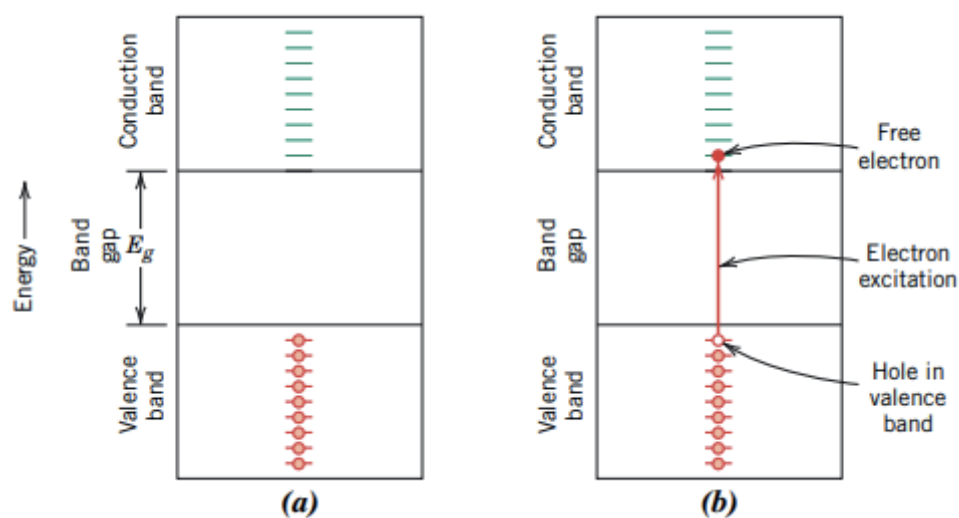 Energy
Conduction
band
Band
gap
E_g
Valence
band
(a)
Conduction
band
Band
gap
Valence
band
Free
electron
Electron
excitation
Hole in
valence
band
(b)